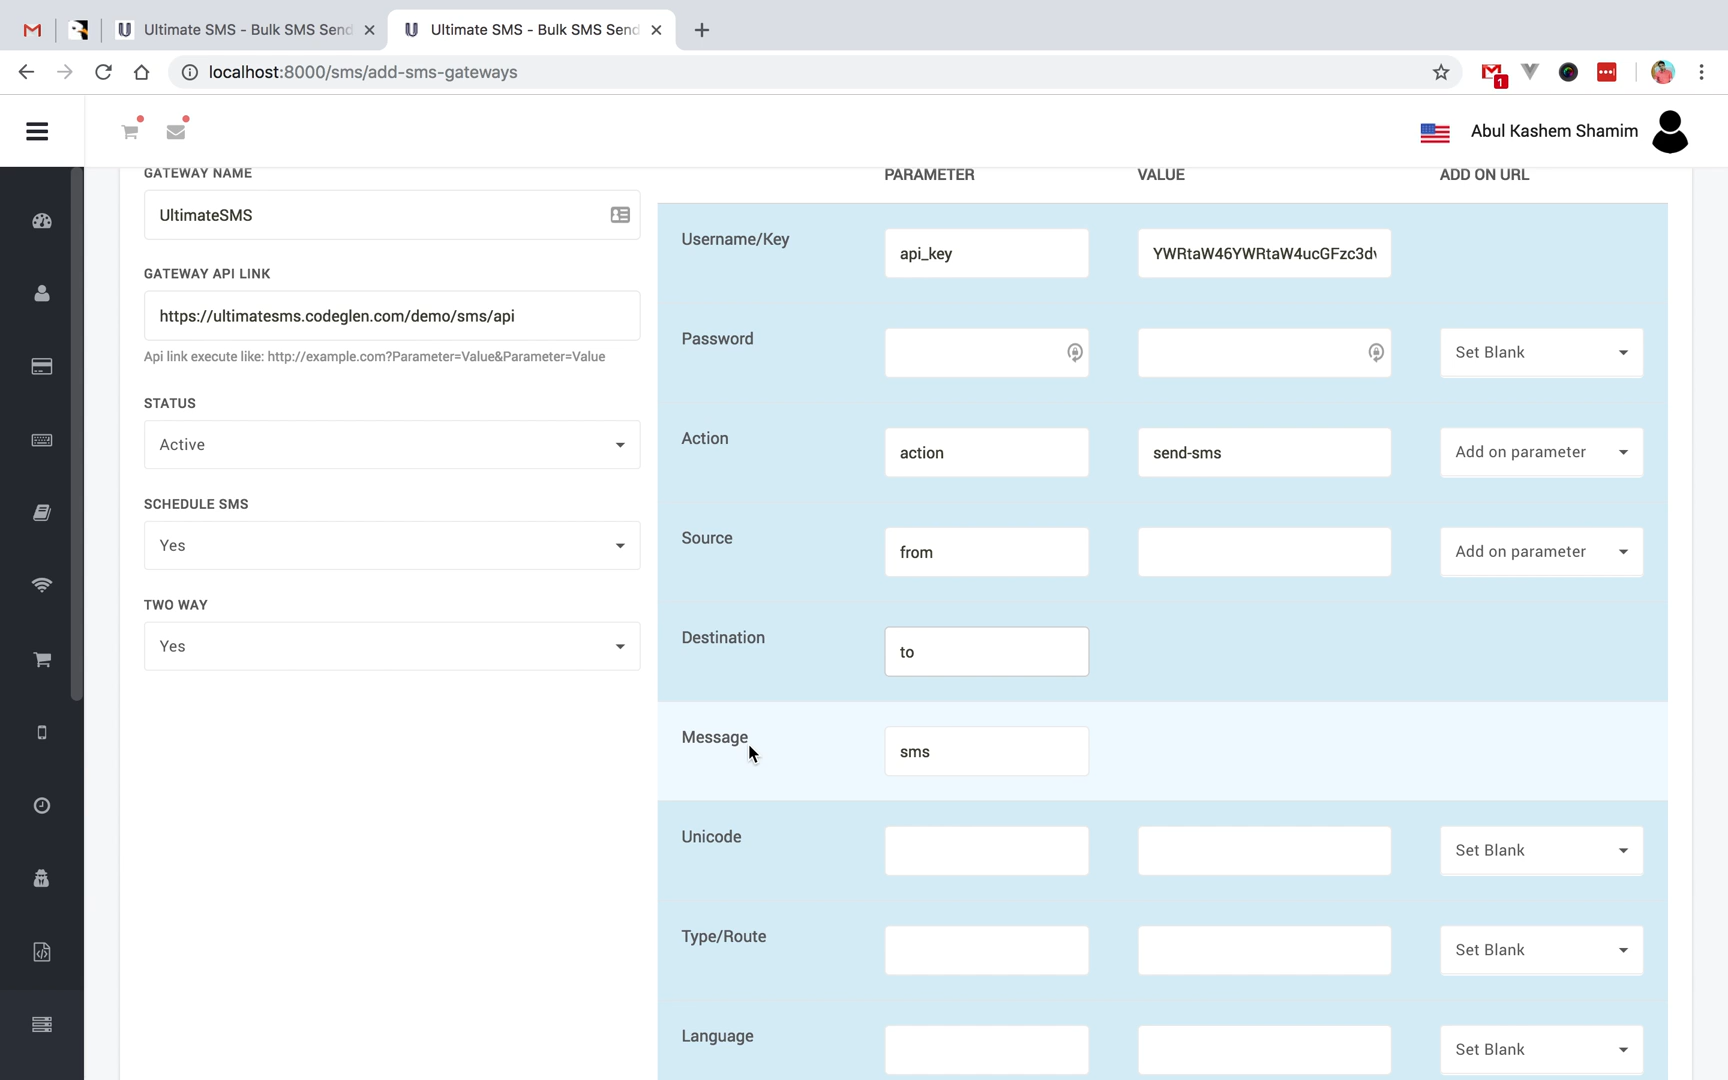 Ultimate SMS - Bulk SMS Send
Ultimate SMS - Bulk SMS Send
localhost:8000/sms/add-sms-gateways
1
Abul Kashem Shamim
GATEWAY NAME
UltimateSMS
GATEWAY API LINK
https://ultimatesms.codeglen.com/demo/sms/api
Api link execute like: http://example.com?Parameter=Value&Parameter=Value
STATUS
Active
SCHEDULE SMS
Yes
TWO WAY
Yes
PARAMETER VALUE ADD ON URL
Username/Key api_key YWRtaW46YWRtaW4ucGFzc3d
Password Set Blank
Action action send-sms Add on parameter
Source from Add on parameter
Destination to
Message sms
Unicode Set Blank
Type/Route Set Blank
Language Set Blank